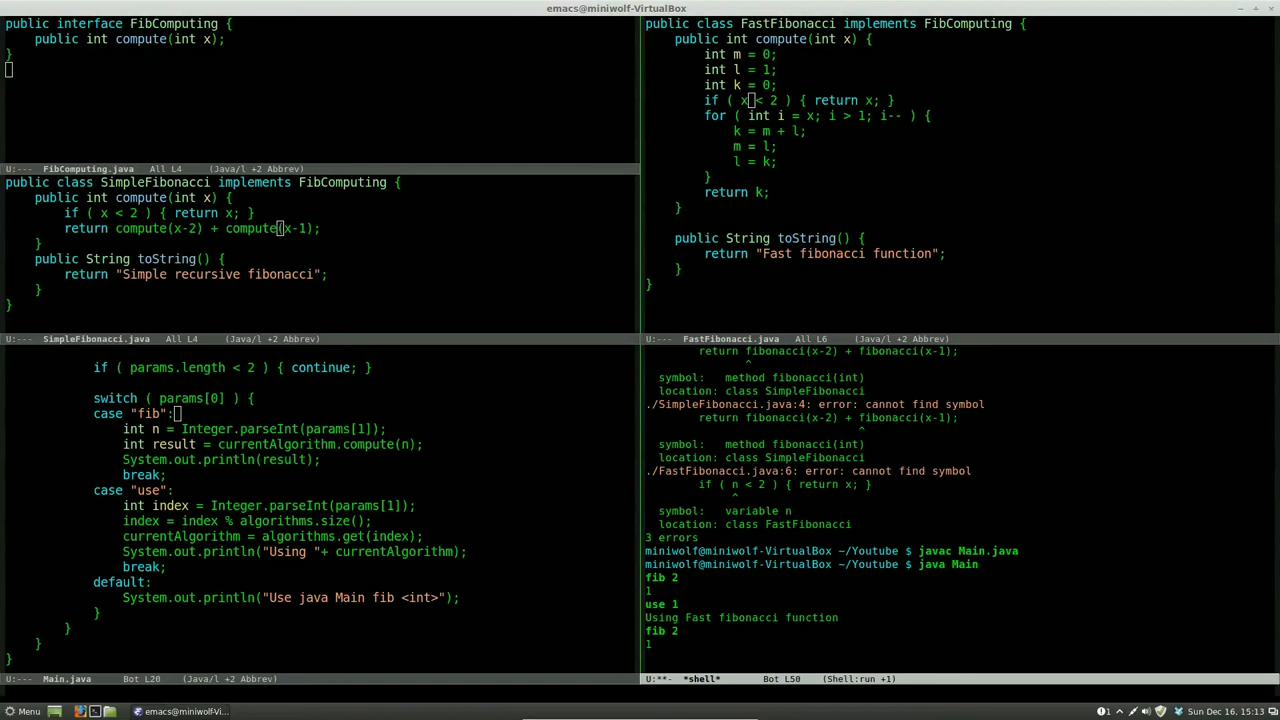 emacs@miniwolf-VirtualBox
public interface FibComputing {
    public int compute(int x);
}
U:---  FibComputing.java   All L4     (Java/l +2 Abbrev)
public class SimpleFibonacci implements FibComputing {
    public int compute(int x) {
        if ( x < 2 ) { return x; }
        return compute(x-2) + compute(x-1);
    }
    public String toString() {
        return "Simple recursive fibonacci";
    }
}
U:---  SimpleFibonacci.java   All L4     (Java/l +2 Abbrev)
            if ( params.length < 2 ) { continue; }
            switch ( params[0] ) {
            case "fib":
                int n = Integer.parseInt(params[1]);
                int result = currentAlgorithm.compute(n);
                System.out.println(result);
                break;
            case "use":
                int index = Integer.parseInt(params[1]);
                index = index % algorithms.size();
                currentAlgorithm = algorithms.get(index);
                System.out.println("Using "+ currentAlgorithm);
                break;
            default:
                System.out.println("Use java Main fib <int>");
            }
        }
    }
}
U:---  Main.java      Bot L20    (Java/l +2 Abbrev)
public class FastFibonacci implements FibComputing {
    public int compute(int x) {
        int m = 0;
        int l = 1;
        int k = 0;
        if ( x < 2 ) { return x; }
        for ( int i = x; i > 1; i-- ) {
            k = m + l;
            m = l;
            l = k;
        }
        return k;
    }
    public String toString() {
        return "Fast fibonacci function";
    }
}
U:---  FastFibonacci.java   All L6     (Java/l +2 Abbrev)
        return fibonacci(x-2) + fibonacci(x-1);
               ^
  symbol:   method fibonacci(int)
  location: class SimpleFibonacci
./SimpleFibonacci.java:4: error: cannot find symbol
        return fibonacci(x-2) + fibonacci(x-1);
                                ^
  symbol:   method fibonacci(int)
  location: class SimpleFibonacci
./FastFibonacci.java:6: error: cannot find symbol
        if ( n < 2 ) { return x; }
             ^
  symbol:   variable n
  location: class FastFibonacci
3 errors
miniwolf@miniwolf-VirtualBox ~/Youtube $ javac Main.java
miniwolf@miniwolf-VirtualBox ~/Youtube $ java Main
fib 2
1
use 1
Using Fast fibonacci function
fib 2
1
U:**-  *shell*        Bot L50    (Shell:run +1)
Menu
emacs@miniwolf-Vi...
1
Sun Dec 16, 15:13